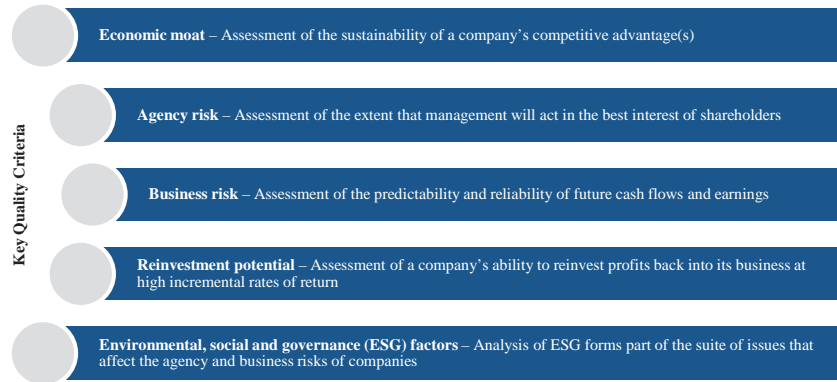 Key Quality Criteria
Economic moat – Assessment of the sustainability of a company's competitive advantage(s)
Agency risk – Assessment of the extent that management will act in the best interest of shareholders
Business risk – Assessment of the predictability and reliability of future cash flows and earnings
Reinvestment potential – Assessment of a company's ability to reinvest profits back into its business at
high incremental rates of return
Environmental, social and governance (ESG) factors – Analysis of ESG forms part of the suite of issues that
affect the agency and business risks of companies